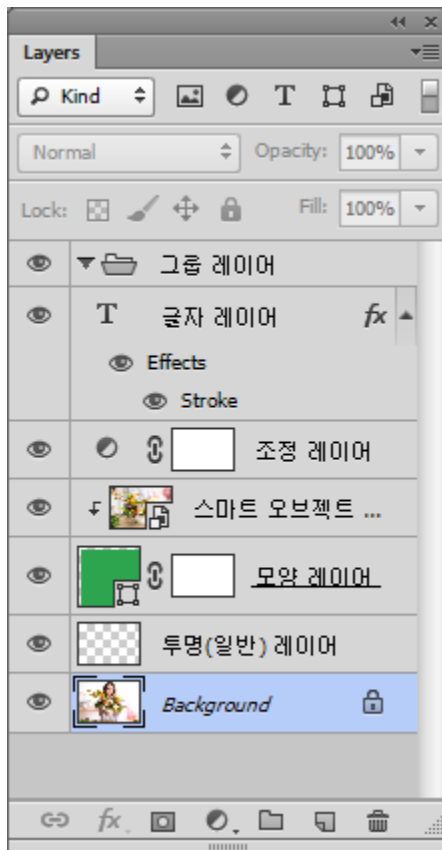 Layers
Kind
Normal Opacity: 100%
Lock: Fill: 100%
그룹 레이어
T 글자 레이어 fx
Effects
Stroke
조정 레이어
스마트 오브젝트 ...
모양 레이어
투명(일반) 레이어
Background
fx